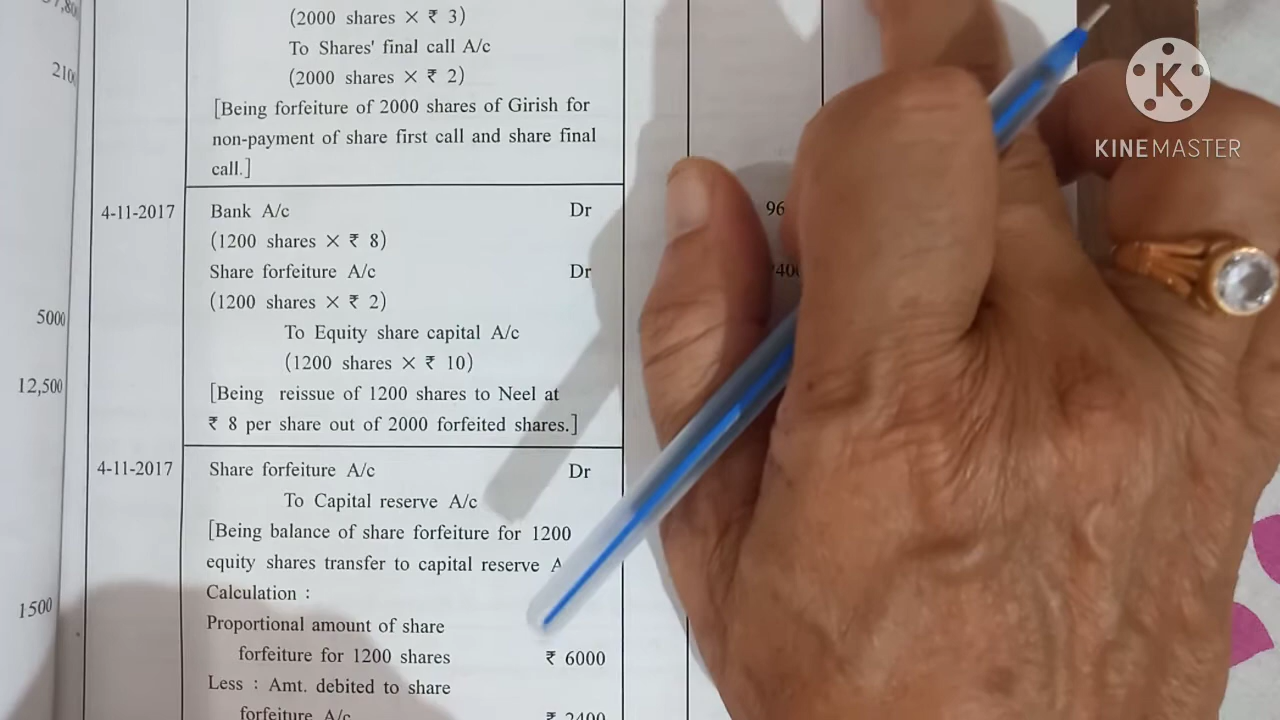 (2000 shares × ₹ 3)
To Shares' final call A/c
2100
(2000 shares × ₹ 2)
[Being forfeiture of 2000 shares of Girish for
non-payment of share first call and share final
call.]
4-11-2017 Bank A/c Dr 96
(1200 shares × ₹ 8)
Share forfeiture A/c Dr
(1200 shares × ₹ 2)
5000
To Equity share capital A/c
(1200 shares × ₹ 10)
12,500
[Being reissue of 1200 shares to Neel at
₹ 8 per share out of 2000 forfeited shares.]
4-11-2017 Share forfeiture A/c Dr
To Capital reserve A/c
[Being balance of share forfeiture for 1200
equity shares transfer to capital reserve
Calculation :
1500
Proportional amount of share
forfeiture for 1200 shares ₹ 6000
Less : Amt. debited to share
forfeiture A/c ₹ 2400
K
KINEMASTER